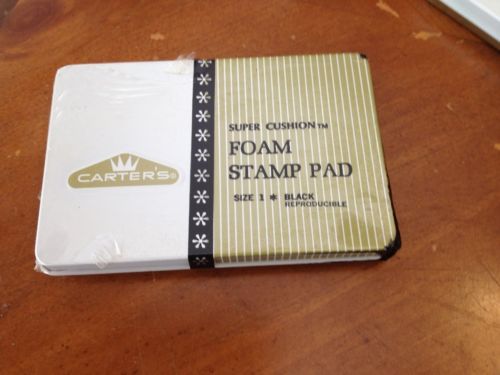 CARTER'S®
SUPER CUSHION™
FOAM
STAMP PAD
SIZE 1 * BLACK
REPRODUCIBLE